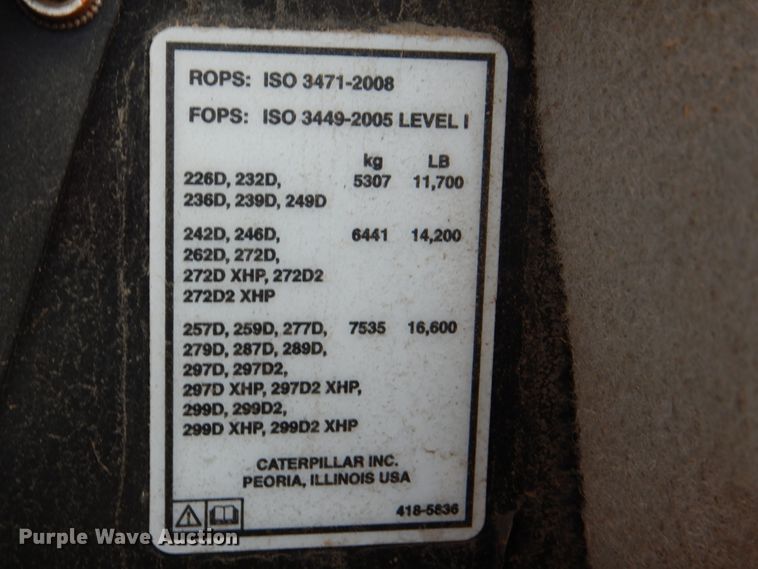 ROPS: ISO 3471-2008
FOPS: ISO 3449-2005 LEVEL I
kg LB
226D, 232D, 5307 11,700
236D, 239D, 249D
242D, 246D, 6441 14,200
262D, 272D,
272D XHP, 272D2
272D2 XHP
257D, 259D, 277D, 7535 16,600
279D, 287D, 289D,
297D, 297D2,
297D XHP, 297D2 XHP,
299D, 299D2,
299D XHP, 299D2 XHP
CATERPILLAR INC.
PEORIA, ILLINOIS USA
418-5836
Purple Wave Auction